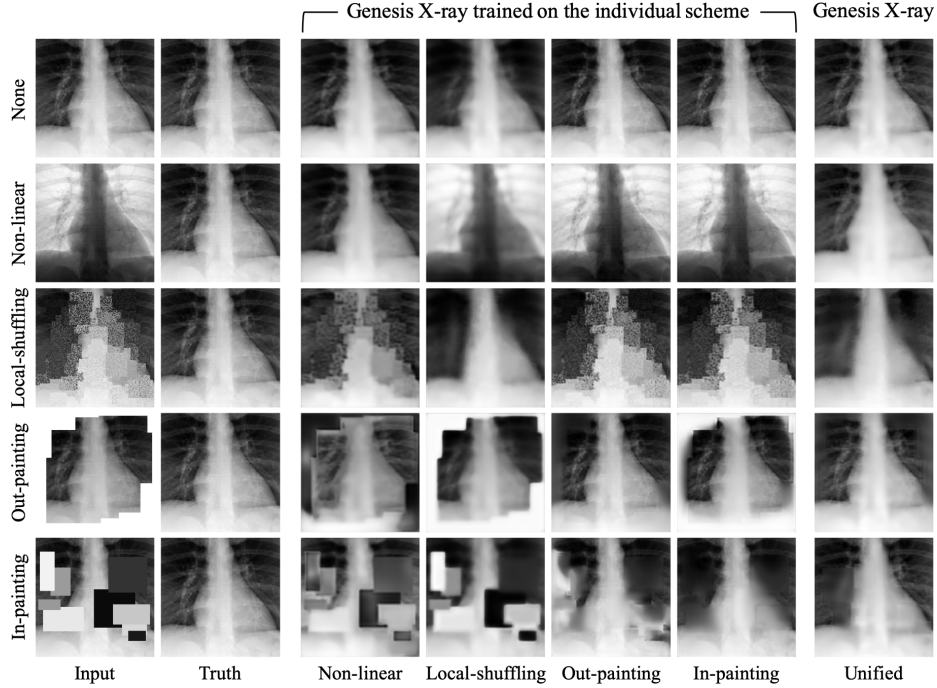 Genesis X-ray trained on the individual scheme
Genesis X-ray
None
Non-linear
Local-shuffling
Out-painting
In-painting
Input
Truth
Non-linear
Local-shuffling
Out-painting
In-painting
Unified